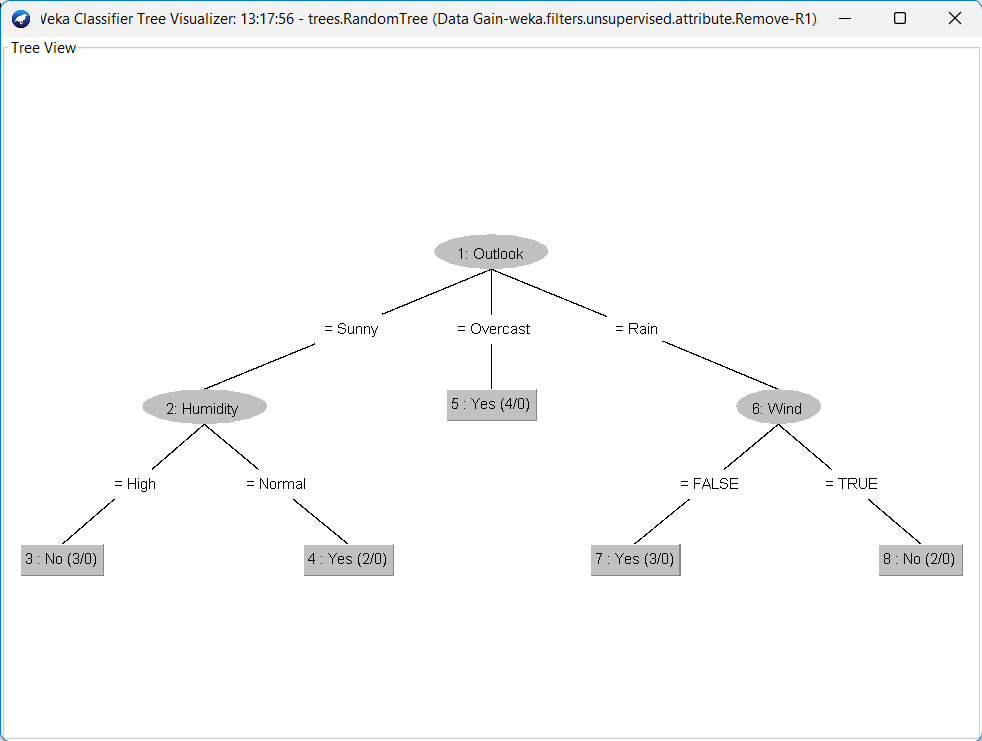 Weka Classifier Tree Visualizer: 13:17:56 - trees.RandomTree (Data Gain-weka.filters.unsupervised.attribute.Remove-R1)
Tree View
1: Outlook
= Sunny = Overcast = Rain
2: Humidity 5 : Yes (4/0) 6: Wind
= High = Normal = FALSE = TRUE
3 : No (3/0) 4 : Yes (2/0) 7 : Yes (3/0) 8 : No (2/0)